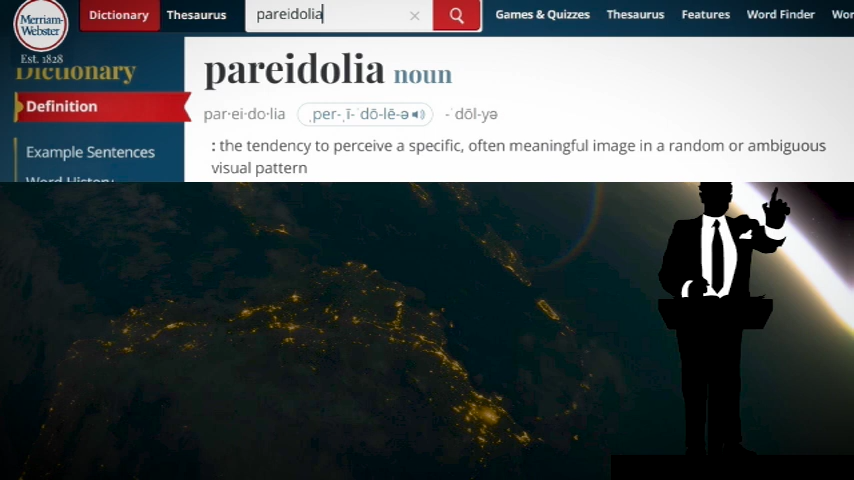 Merriam-
Webster
Est. 1828
Dictionary
Thesaurus
pareidolia
Games & Quizzes
Thesaurus
Features
Word Finder
Dictionary
Definition
Example Sentences
Word History
pareidolia noun
par·ei·do·lia
ˌper-ˌī-ˈdō-lē-ə
-ˈdōl-yə
: the tendency to perceive a specific, often meaningful image in a random or ambiguous
visual pattern